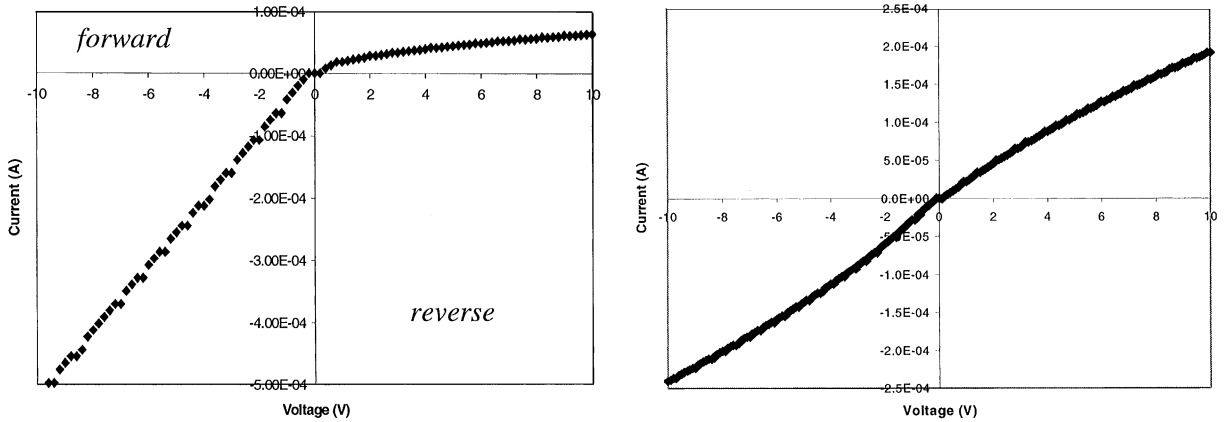 1.00E-04
forward
0.00E+00
-10 -8 -6 -4 -2 0 2 4 6 8 10
-1.00E-04
-2.00E-04
-3.00E-04
reverse
-4.00E-04
-5.00E-04
Current (A)
Voltage (V)
2.5E-04
2.0E-04
1.5E-04
1.0E-04
5.0E-05
0.0E+00
-10 -8 -6 -4 -2 0 2 4 6 8 10
-5.0E-05
-1.0E-04
-1.5E-04
-2.0E-04
-2.5E-04
Current (A)
Voltage (V)